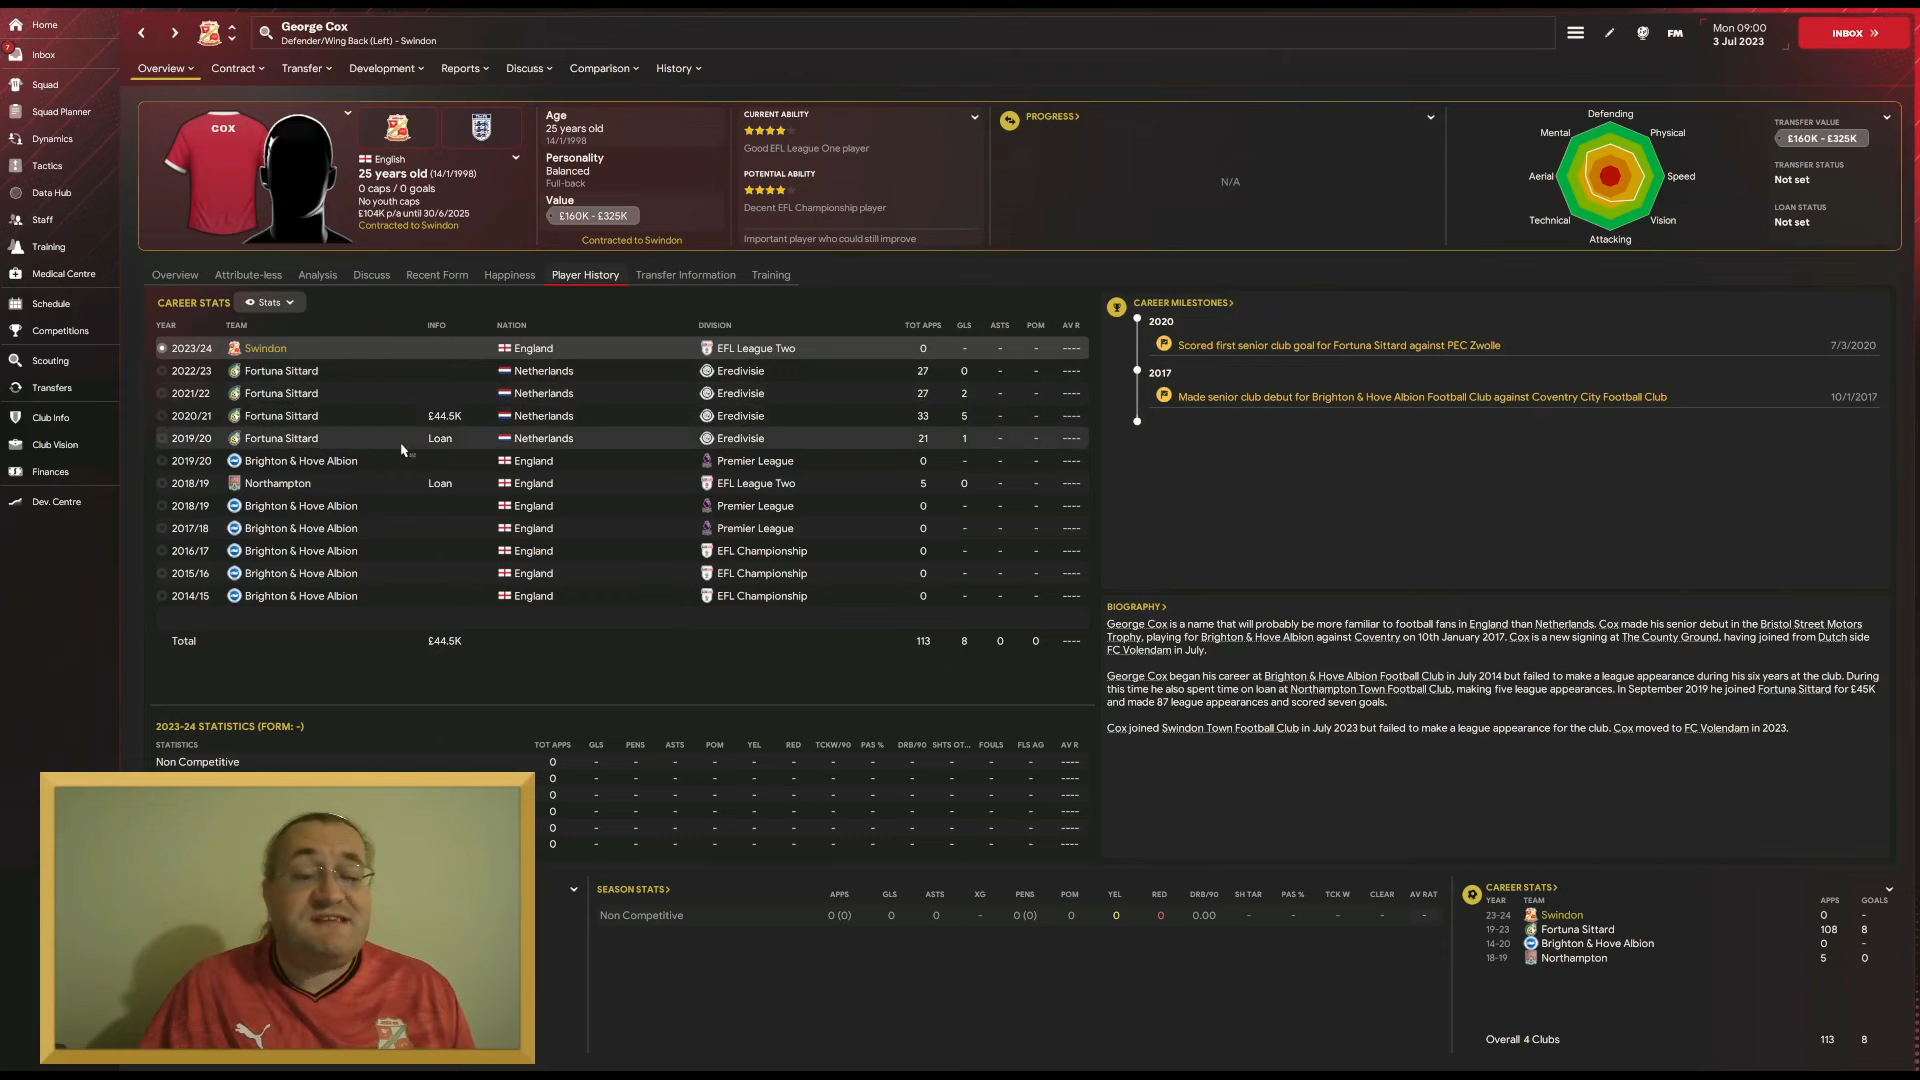 Home
7
Inbox
Squad
Squad Planner
Dynamics
Tactics
Data Hub
Staff
Training
Medical Centre
Schedule
Competitions
Scouting
Transfers
Club Info
Club Vision
Finances
Dev. Centre
George Cox
Defender/Wing Back (Left) - Swindon
FM
Mon 09:00
3 Jul 2023
INBOX
Overview Contract Transfer Development Reports Discuss Comparison History
COX
English
25 years old (14/1/1998)
0 caps / 0 goals
No youth caps
£104K p/a until 30/6/2025
Contracted to Swindon
Age
25 years old
14/1/1998
Personality
Balanced
Full-back
Value
£160K - £325K
Contracted to Swindon
CURRENT ABILITY
Good EFL League One player
POTENTIAL ABILITY
Decent EFL Championship player
Important player who could still improve
PROGRESS>
N/A
Defending
Mental Physical
Aerial Speed
Technical Vision
Attacking
TRANSFER VALUE
£160K - £325K
TRANSFER STATUS
Not set
LOAN STATUS
Not set
Overview Attribute-less Analysis Discuss Recent Form Happiness Player History Transfer Information Training
CAREER STATS Stats
YEAR TEAM INFO NATION DIVISION TOT APPS GLS ASTS POM AV R
2023/24 Swindon England EFL League Two 0 - - - ----
2022/23 Fortuna Sittard Netherlands Eredivisie 27 0 - - ----
2021/22 Fortuna Sittard Netherlands Eredivisie 27 2 - - ----
2020/21 Fortuna Sittard £44.5K Netherlands Eredivisie 33 5 - - ----
2019/20 Fortuna Sittard Loan Netherlands Eredivisie 21 1 - - ----
2019/20 Brighton & Hove Albion England Premier League 0 - - - ----
2018/19 Northampton Loan England EFL League Two 5 0 - - ----
2018/19 Brighton & Hove Albion England Premier League 0 - - - ----
2017/18 Brighton & Hove Albion England Premier League 0 - - - ----
2016/17 Brighton & Hove Albion England EFL Championship 0 - - - ----
2015/16 Brighton & Hove Albion England EFL Championship 0 - - - ----
2014/15 Brighton & Hove Albion England EFL Championship 0 - - - ----
Total £44.5K 113 8 0 0 ----
CAREER MILESTONES>
2020
Scored first senior club goal for Fortuna Sittard against PEC Zwolle 7/3/2020
2017
Made senior club debut for Brighton & Hove Albion Football Club against Coventry City Football Club 10/1/2017
BIOGRAPHY>
George Cox is a name that will probably be more familiar to football fans in England than Netherlands. Cox made his senior debut in the Bristol Street Motors
Trophy, playing for Brighton & Hove Albion against Coventry on 10th January 2017. Cox is a new signing at The County Ground, having joined from Dutch side
FC Volendam in July.
George Cox began his career at Brighton & Hove Albion Football Club in July 2014 but failed to make a league appearance during his six years at the club. During
this time he also spent time on loan at Northampton Town Football Club, making five league appearances. In September 2019 he joined Fortuna Sittard for £45K
and made 87 league appearances and scored seven goals.
Cox joined Swindon Town Football Club in July 2023 but failed to make a league appearance for the club. Cox moved to FC Volendam in 2023.
2023-24 STATISTICS (FORM: -)
STATISTICS TOT APPS GLS PENS ASTS POM YEL RED TCKW/90 PAS % DRB/90 SHTS OT... FOULS FLS AG AV R
Non Competitive 0 - - - - - - - - - - - - ----
0 - - - - - - - - - - - - ----
0 - - - - - - - - - - - - ----
0 - - - - - - - - - - - - ----
0 - - - - - - - - - - - - ----
0 - - - - - - - - - - - - ----
SEASON STATS> APPS GLS ASTS XG PENS POM YEL RED DRB/90 SH TAR PAS % TCK W CLEAR AV RAT
Non Competitive 0 (0) 0 0 - 0 (0) 0 0 0 0.00 - - - - -
CAREER STATS>
YEAR TEAM APPS GOALS
23-24 Swindon 0 -
19-23 Fortuna Sittard 108 8
14-20 Brighton & Hove Albion 0 -
18-19 Northampton 5 0
Overall 4 Clubs 113 8